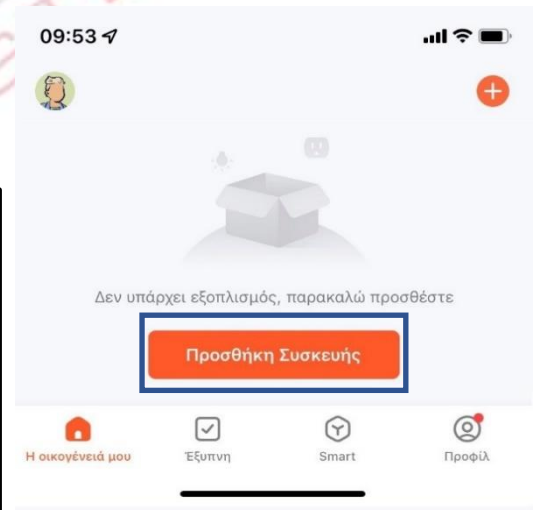 09:53
Δεν υπάρχει εξοπλισμός, παρακαλώ προσθέστε
Προσθήκη Συσκευής
Η οικογένειά μου
Έξυπνη
Smart
Προφίλ